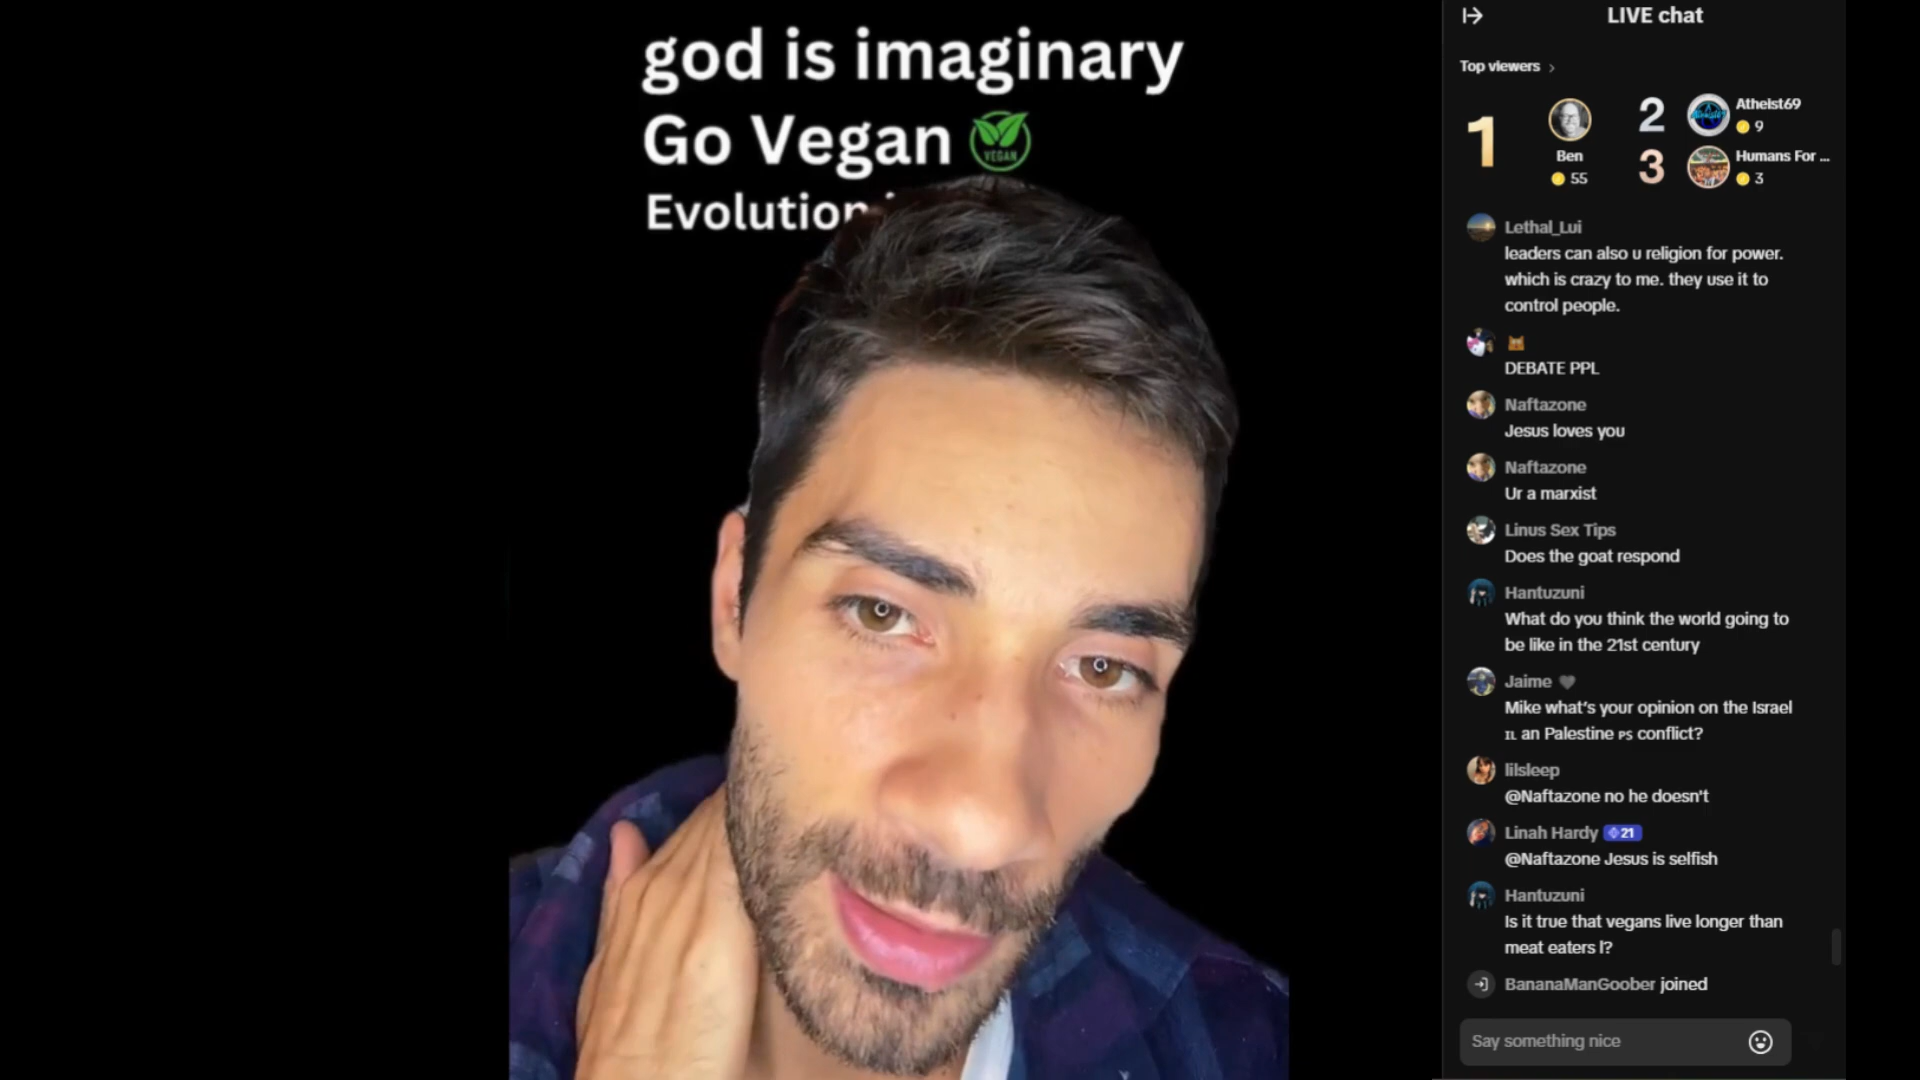 god is imaginary
Go Vegan
VEGAN
Evolution
LIVE chat
Top viewers
1
Ben
55
2
Atheist69
9
3
Humans For ...
3
Lethal_Lui
leaders can also u religion for power.
which is crazy to me. they use it to
control people.
DEBATE PPL
Naftazone
Jesus loves you
Naftazone
Ur a marxist
Linus Sex Tips
Does the goat respond
Hantuzuni
What do you think the world going to
be like in the 21st century
Jaime
Mike what's your opinion on the Israel
IL an Palestine PS conflict?
lilsleep
@Naftazone no he doesn't
Linah Hardy 21
@Naftazone Jesus is selfish
Hantuzuni
Is it true that vegans live longer than
meat eaters l?
BananaManGoober joined
Say something nice